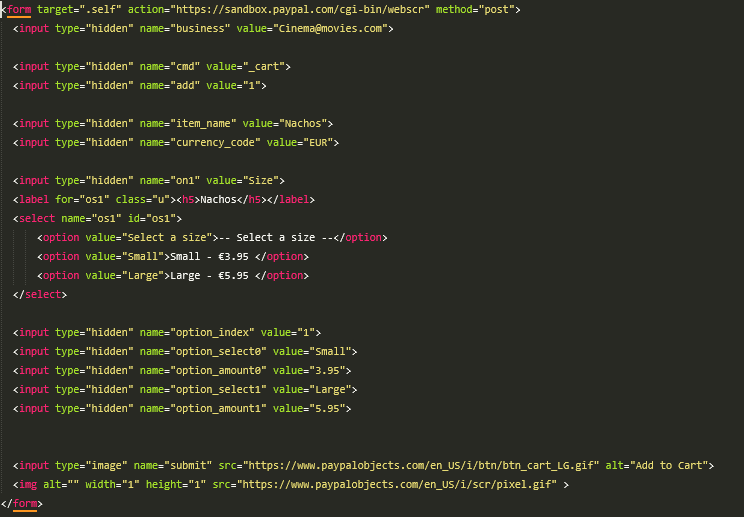 <form target=".self" action="https://sandbox.paypal.com/cgi-bin/webscr" method="post">
<input type="hidden" name="business" value="Cinema@movies.com">
<input type="hidden" name="cmd" value="_cart">
<input type="hidden" name="add" value="1">
<input type="hidden" name="item_name" value="Nachos">
<input type="hidden" name="currency_code" value="EUR">
<input type="hidden" name="on1" value="Size">
<label for="os1" class="u"><h5>Nachos</h5></label>
<select name="os1" id="os1">
<option value="Select a size">-- Select a size --</option>
<option value="Small">Small - €3.95 </option>
<option value="Large">Large - €5.95 </option>
</select>
<input type="hidden" name="option_index" value="1">
<input type="hidden" name="option_select0" value="Small">
<input type="hidden" name="option_amount0" value="3.95">
<input type="hidden" name="option_select1" value="Large">
<input type="hidden" name="option_amount1" value="5.95">
<input type="image" name="submit" src="https://www.paypalobjects.com/en_US/i/btn/btn_cart_LG.gif" alt="Add to Cart">
<img alt="" width="1" height="1" src="https://www.paypalobjects.com/en_US/i/scr/pixel.gif" >
</form>